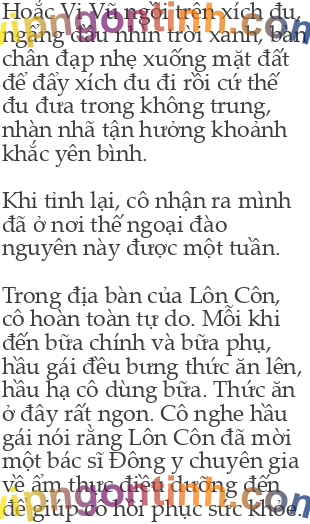 Hoắc Vi Vũ ngồi trên xích đu,
ngẩng đầu nhìn trời xanh, bàn
chân đạp nhẹ xuống mặt đất
để đẩy xích đu đi rồi cứ thế
đu đưa trong không trung,
nhàn nhã tận hưởng khoảnh
khắc yên bình.
Khi tỉnh lại, cô nhận ra mình
đã ở nơi thế ngoại đào
nguyên này được một tuần.
Trong địa bàn của Lôn Côn,
cô hoàn toàn tự do. Mỗi khi
đến bữa chính và bữa phụ,
hầu gái đều bưng thức ăn lên,
hầu hạ cô dùng bữa. Thức ăn
ở đây rất ngon. Cô nghe hầu
gái nói rằng Lôn Côn đã mời
một bác sĩ Đông y chuyên gia
về ẩm thực điều dưỡng đến
để giúp cô hồi phục sức khỏe.